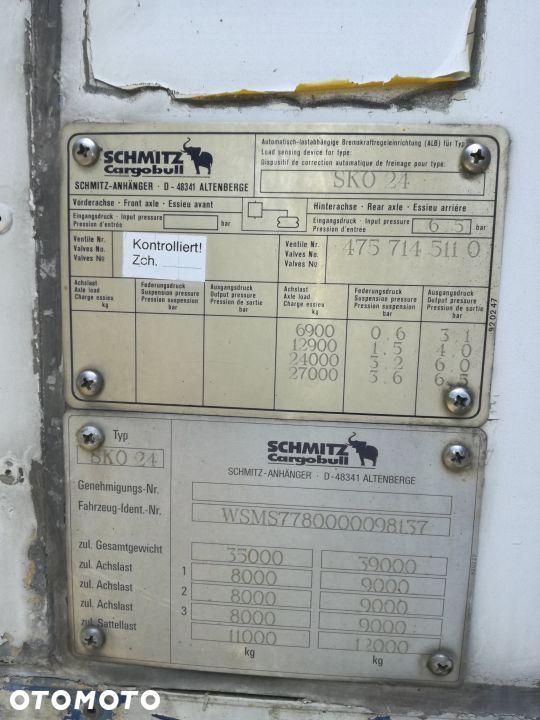 SCHMITZ
Cargobull
SCHMITZ-ANHÄNGER · D - 48341 ALTENBERGE
Automatisch-lastabhängige Bremskraftregeleinrichtung (ALB) für Typ:
Load sensing device for type:
Dispositif de correction automatique de freinage pour type:
SKO 24
Vorderachse - Front axle - Essieu avant
Hinterachse - Rear axle - Essieu arrière
Eingangsdruck - Input pressure
Pression d'entrée
bar
Eingangsdruck - Input pressure
Pression d'entrée
6.5
bar
Ventile Nr.
Valves No.
Valves No
Kontrolliert!
Zch.
Ventile Nr.
Valves No.
Valves No
475 714 511 0
Achslast
Axle load
Charge essieu
kg
Federungsdruck
Suspension pressure
Pression suspension
bar
Ausgangsdruck
Output pressure
Pression de sortie
bar
Achslast
Axle load
Charge essieu
kg
Federungsdruck
Suspension pressure
Pression suspension
bar
Ausgangsdruck
Output pressure
Pression de sortie
bar
6900 0.6 3.1
12900 1.5 4.0
24000 3.2 6.0
27000 3.6 6.5
92 02 47
Typ
SKO 24
SCHMITZ
Cargobull
SCHMITZ-ANHÄNGER · D-48341 ALTENBERGE
Genehmigungs-Nr.
Fahrzeug-Ident.-Nr. WSMS7780000098137
zul. Gesamtgewicht 35000 39000
zul. Achslast 1 8000 9000
zul. Achslast 2 8000 9000
zul. Achslast 3 8000 9000
zul. Sattellast 11000 12000
kg kg
OTOMOTO